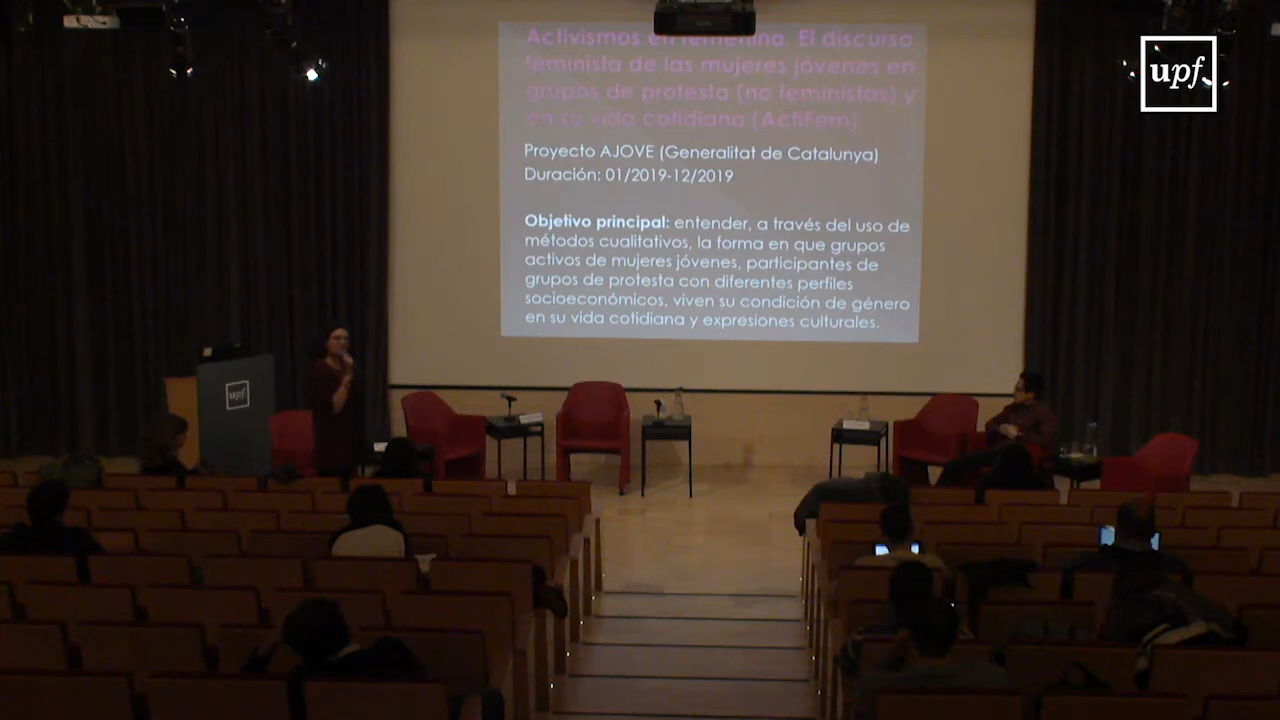 Activismos en femenino. El discurso
feminista de las mujeres jóvenes en
grupos de protesta (no feministas) y
en su vida cotidiana (ActiFem)
Proyecto AJOVE (Generalitat de Catalunya)
Duración: 01/2019-12/2019
Objetivo principal: entender, a través del uso de
métodos cualitativos, la forma en que grupos
activos de mujeres jóvenes, participantes de
grupos de protesta con diferentes perfiles
socioeconómicos, viven su condición de género
en su vida cotidiana y expresiones culturales.
upf.
upf.